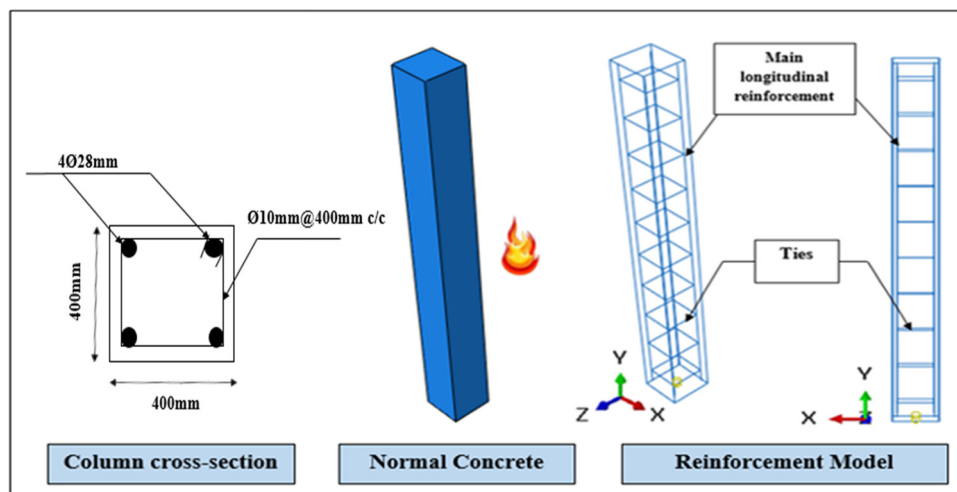 4Ø28mm
Ø10mm@400mm c/c
400mm
400mm
Column cross-section
Normal Concrete
Main
longitudinal
reinforcement
Ties
Y
Z
X
Y
X
Z
Reinforcement Model